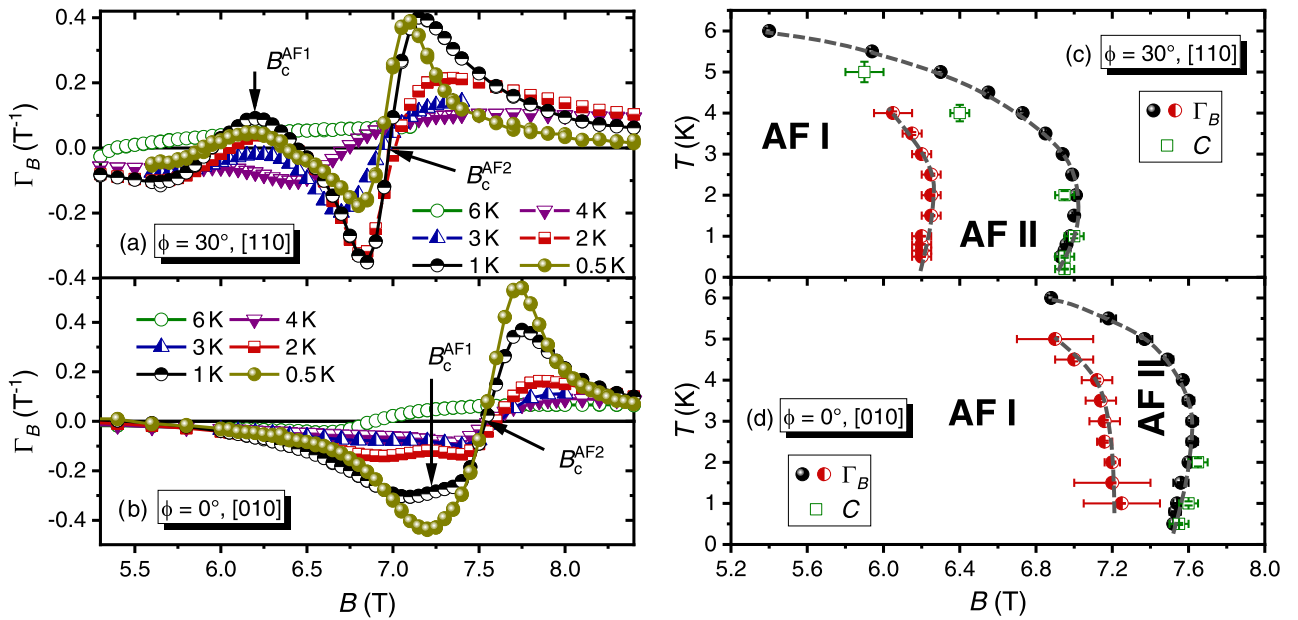 0.4
0.2
0.0
-0.2
-0.4
Γ_B (T⁻¹)
B_c^AF1
B_c^AF2
(a) ϕ = 30°, [110]
6 K 4 K
3 K 2 K
1 K 0.5 K
0.4
0.2
0.0
-0.2
-0.4
Γ_B (T⁻¹)
6 K 4 K
3 K 2 K
1 K 0.5 K
B_c^AF1
B_c^AF2
(b) ϕ = 0°, [010]
5.5 6.0 6.5 7.0 7.5 8.0
B (T)
6
5
4
3
2
1
0
T (K)
(c) ϕ = 30°, [110]
Γ_B
C
AF I
AF II
6
5
4
3
2
1
0
T (K)
AF I
AF II
(d) ϕ = 0°, [010]
Γ_B
C
5.2 5.6 6.0 6.4 6.8 7.2 7.6 8.0
B (T)